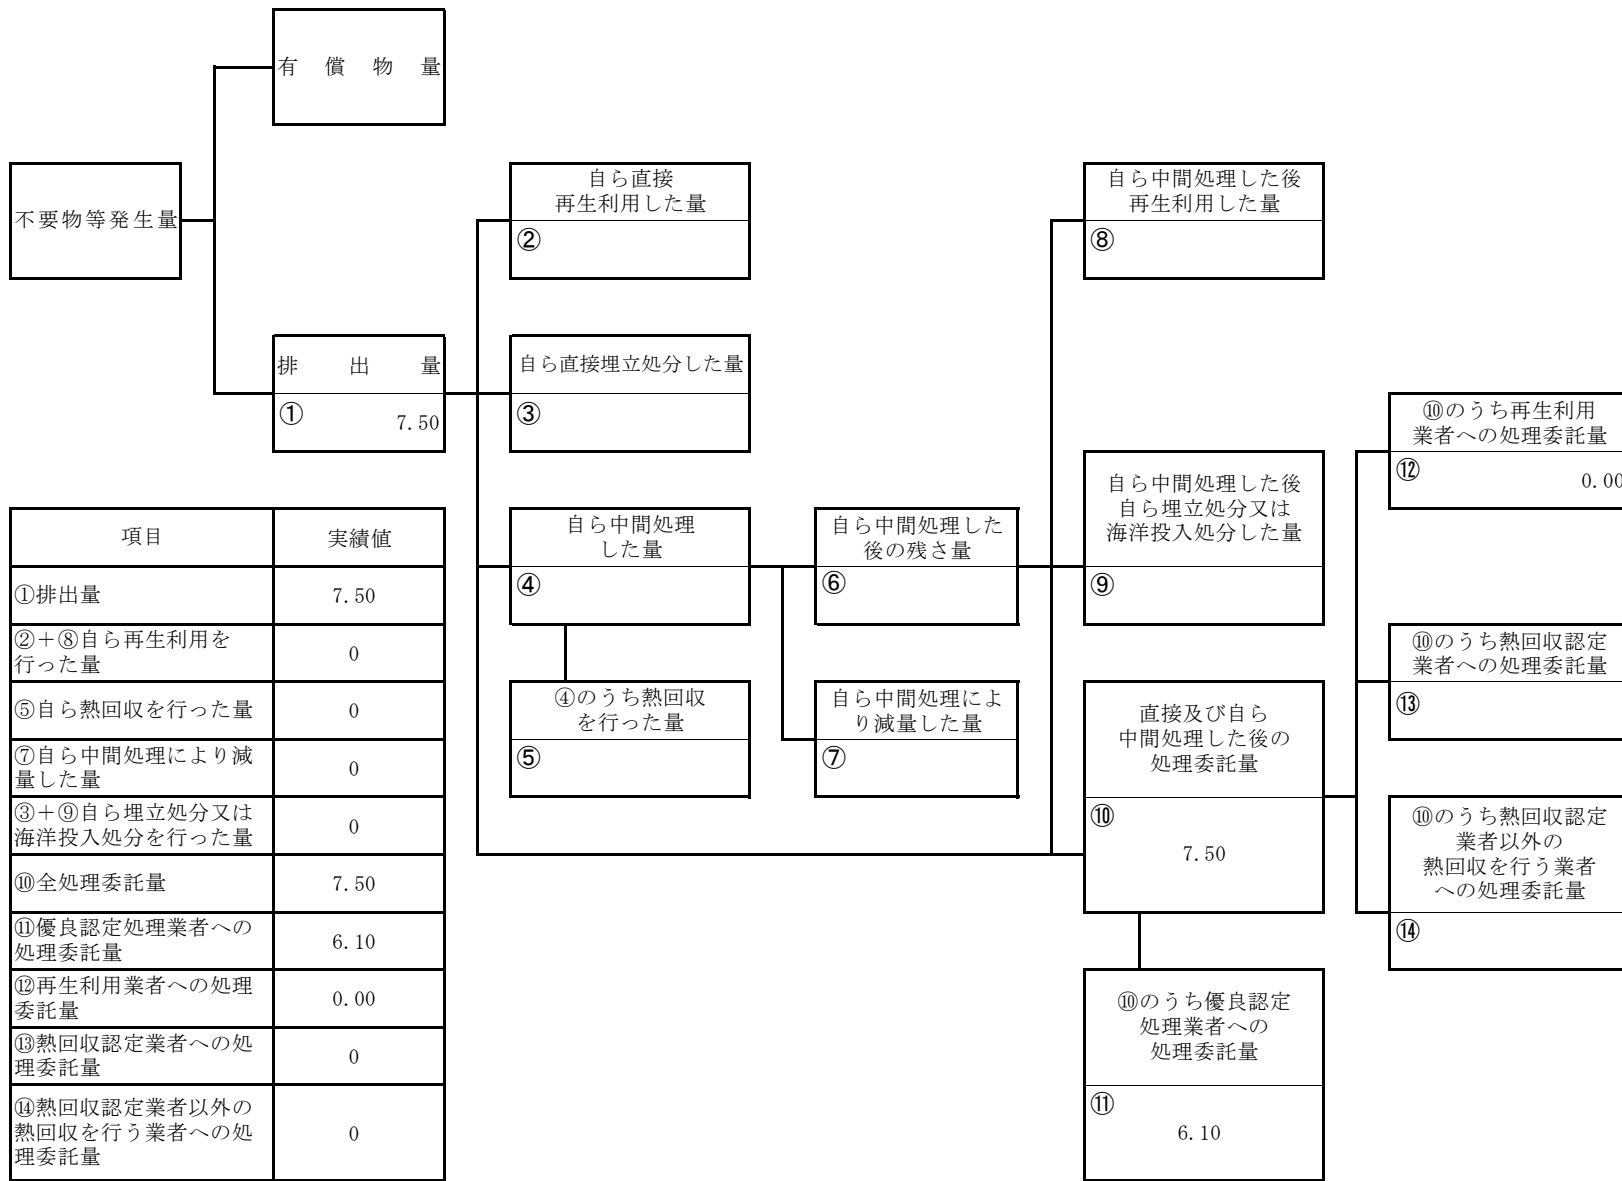 有償物量
不要物等発生量
自ら直接
再生利用した量
②
自ら中間処理した後
再生利用した量
⑧
排出量
① 7.50
自ら直接埋立処分した量
③
⑩のうち再生利用
業者への処理委託量
⑫ 0.00
自ら中間処理した後
自ら埋立処分又は
海洋投入処分した量
⑨
自ら中間処理
した量
④
自ら中間処理した
後の残さ量
⑥
⑩のうち熱回収認定
業者への処理委託量
⑬
④のうち熱回収
を行った量
⑤
自ら中間処理によ
り減量した量
⑦
直接及び自ら
中間処理した後の
処理委託量
⑩
7.50
⑩のうち熱回収認定
業者以外の
熱回収を行う業者
への処理委託量
⑭
⑩のうち優良認定
処理業者への
処理委託量
⑪
6.10
項目 実績値
①排出量 7.50
②+⑧自ら再生利用を
行った量 0
⑤自ら熱回収を行った量 0
⑦自ら中間処理により減
量した量 0
③+⑨自ら埋立処分又は
海洋投入処分を行った量 0
⑩全処理委託量 7.50
⑪優良認定処理業者への
処理委託量 6.10
⑫再生利用業者への処理
委託量 0.00
⑬熱回収認定業者への処
理委託量 0
⑭熱回収認定業者以外の
熱回収を行う業者への処
理委託量 0